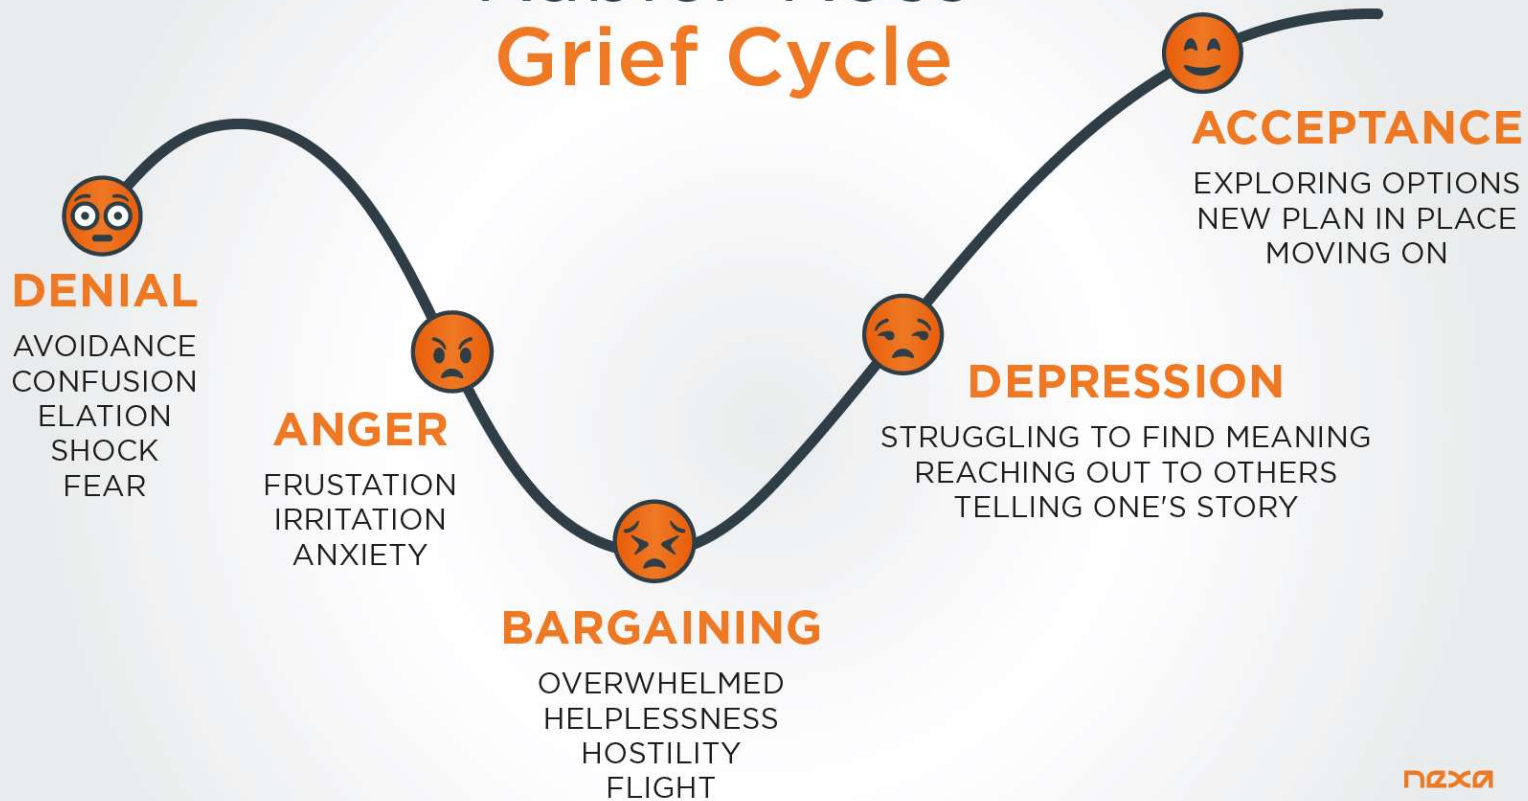 Grief Cycle
DENIAL
AVOIDANCE
CONFUSION
ELATION
SHOCK
FEAR
ANGER
FRUSTATION
IRRITATION
ANXIETY
BARGAINING
OVERWHELMED
HELPLESSNESS
HOSTILITY
FLIGHT
DEPRESSION
STRUGGLING TO FIND MEANING
REACHING OUT TO OTHERS
TELLING ONE'S STORY
ACCEPTANCE
EXPLORING OPTIONS
NEW PLAN IN PLACE
MOVING ON
nexa